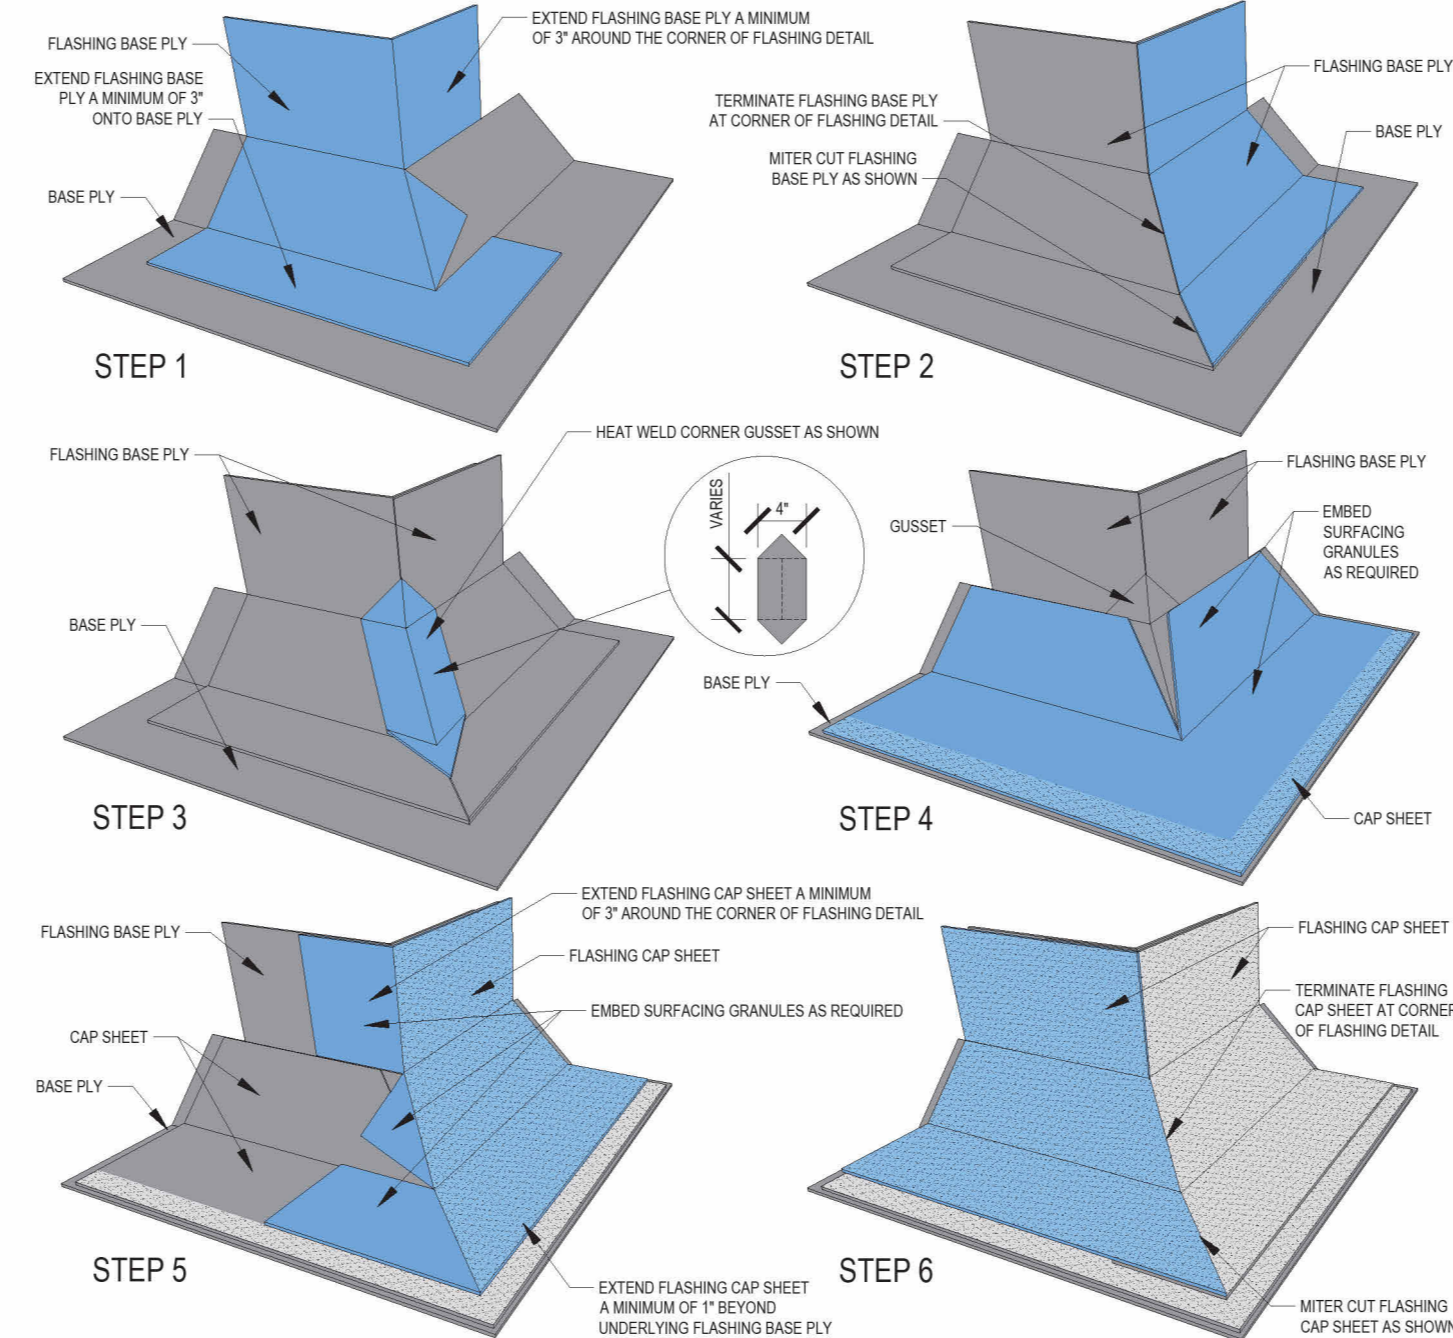 FLASHING BASE PLY
EXTEND FLASHING BASE PLY A MINIMUM
OF 3" AROUND THE CORNER OF FLASHING DETAIL
EXTEND FLASHING BASE
PLY A MINIMUM OF 3"
ONTO BASE PLY
BASE PLY
STEP 1
FLASHING BASE PLY
TERMINATE FLASHING BASE PLY
AT CORNER OF FLASHING DETAIL
BASE PLY
MITER CUT FLASHING
BASE PLY AS SHOWN
STEP 2
HEAT WELD CORNER GUSSET AS SHOWN
FLASHING BASE PLY
VARIES
4"
BASE PLY
STEP 3
FLASHING BASE PLY
GUSSET
EMBED
SURFACING
GRANULES
AS REQUIRED
BASE PLY
CAP SHEET
STEP 4
EXTEND FLASHING CAP SHEET A MINIMUM
OF 3" AROUND THE CORNER OF FLASHING DETAIL
FLASHING BASE PLY
FLASHING CAP SHEET
EMBED SURFACING GRANULES AS REQUIRED
CAP SHEET
BASE PLY
STEP 5
EXTEND FLASHING CAP SHEET
A MINIMUM OF 1" BEYOND
UNDERLYING FLASHING BASE PLY
FLASHING CAP SHEET
TERMINATE FLASHING
CAP SHEET AT CORNER
OF FLASHING DETAIL
STEP 6
MITER CUT FLASHING
CAP SHEET AS SHOWN